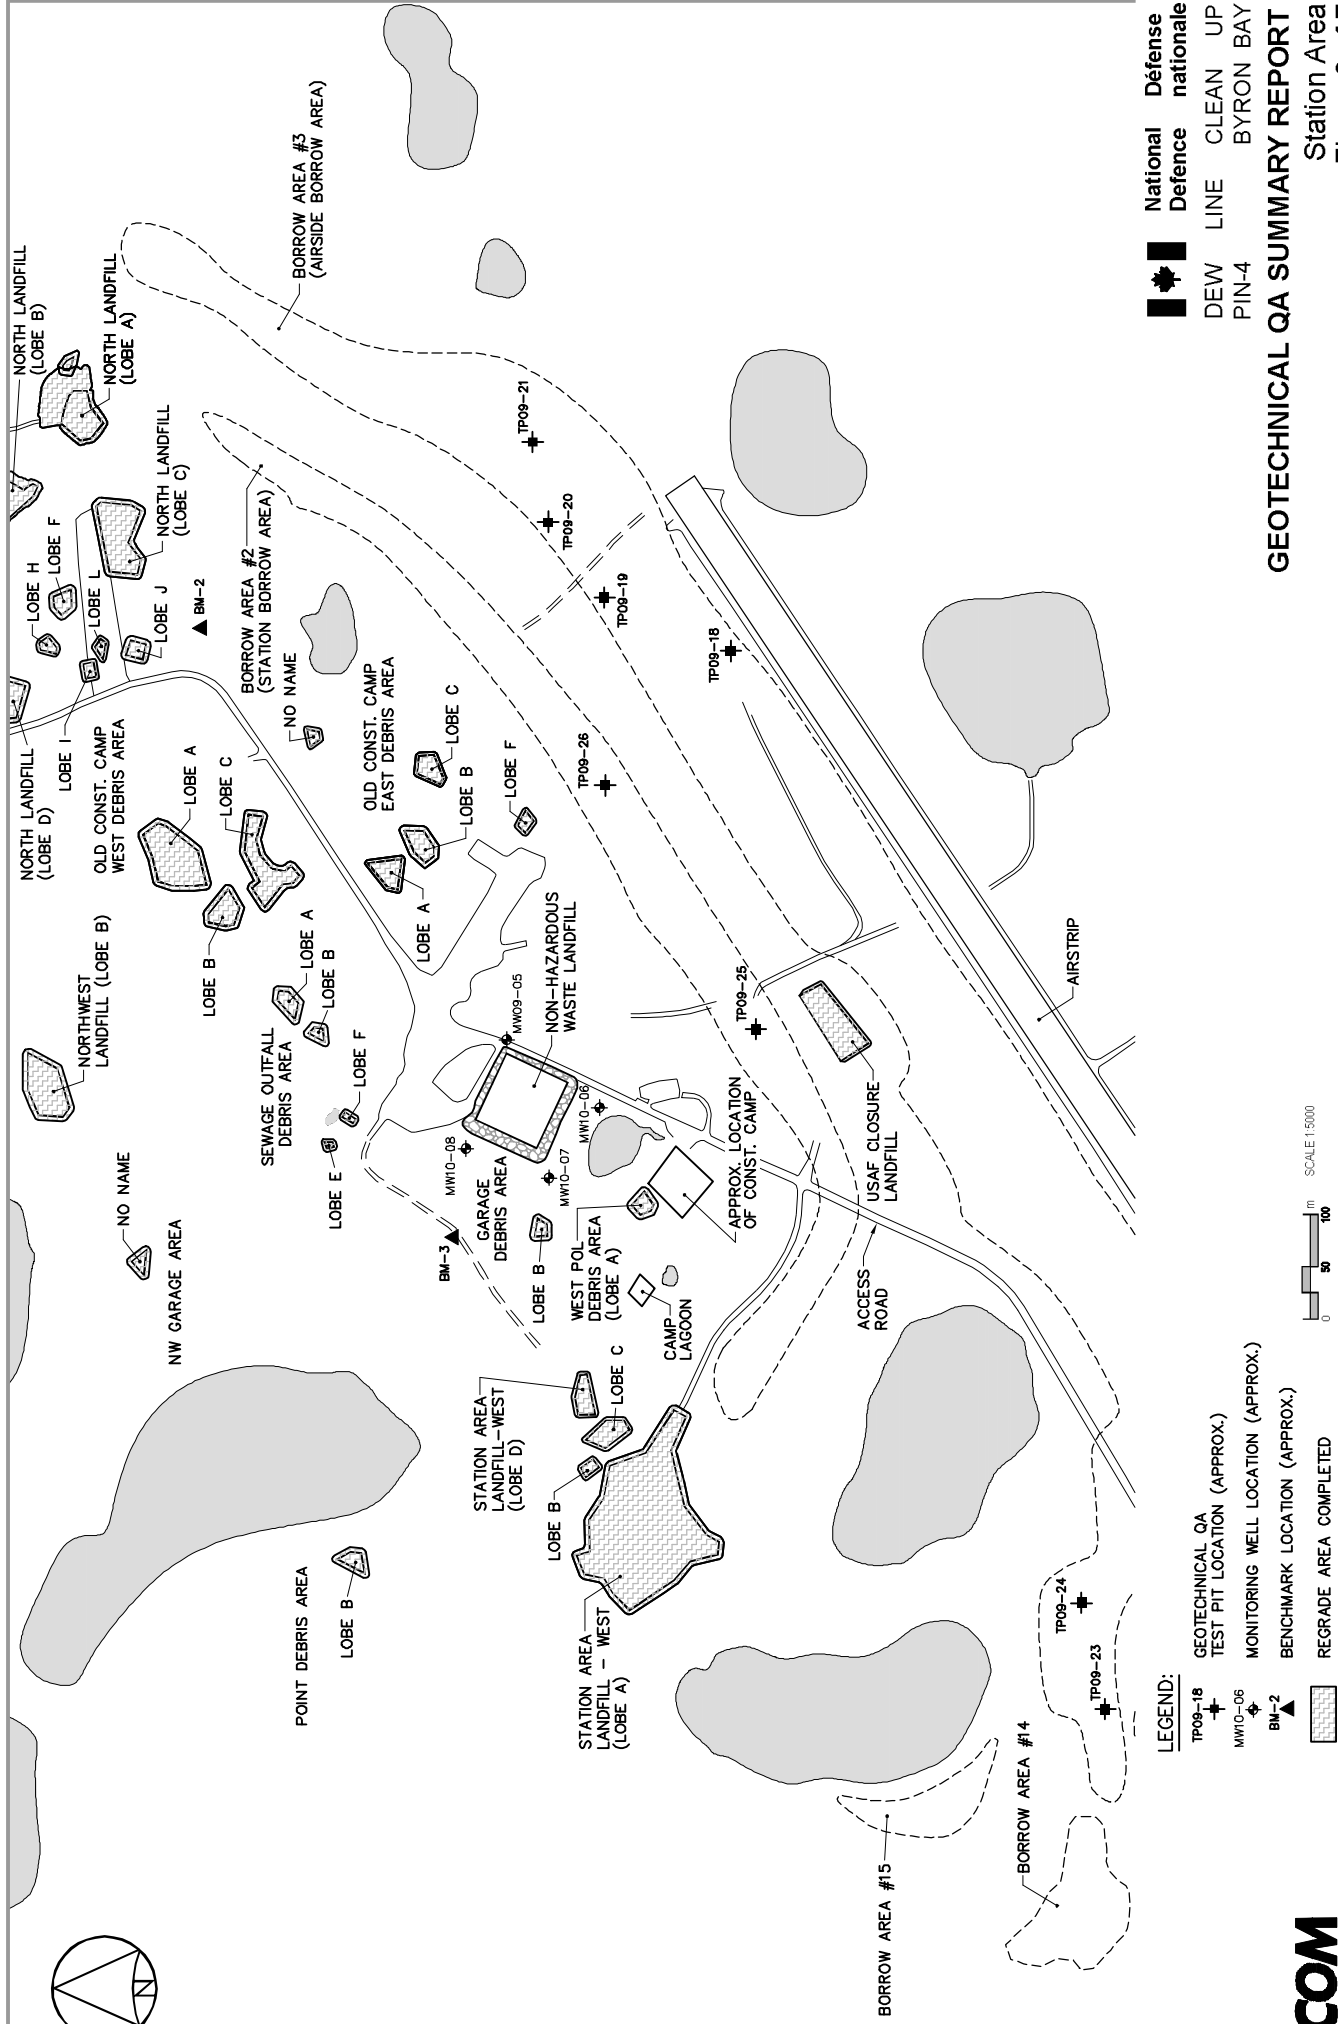 NORTH LANDFILL
(LOBE B)
NORTH LANDFILL
(LOBE A)
BORROW AREA #3
(AIRSIDE BORROW AREA)
NORTH LANDFILL
(LOBE C)
LOBE H
LOBE F
LOBE L
LOBE J
BM-2
BORROW AREA #2
(STATION BORROW AREA)
NO NAME
NORTH LANDFILL
(LOBE D)
LOBE I
OLD CONST. CAMP
WEST DEBRIS AREA
LOBE A
LOBE C
LOBE B
OLD CONST. CAMP
EAST DEBRIS AREA
LOBE C
LOBE B
LOBE F
LOBE A
TP09-21
TP09-20
TP09-19
TP09-18
TP09-26
TP09-25
NORTHWEST
LANDFILL (LOBE B)
LOBE A
LOBE B
SEWAGE OUTFALL
DEBRIS AREA
LOBE F
LOBE E
NO NAME
NW GARAGE AREA
MW09-05
NON-HAZARDOUS
WASTE LANDFILL
MW10-06
MW10-08
MW10-07
GARAGE
DEBRIS AREA
BM-3
LOBE B
WEST POL
DEBRIS AREA
(LOBE A)
APPROX. LOCATION
OF CONST. CAMP
CAMP
LAGOON
USAF CLOSURE
LANDFILL
ACCESS
ROAD
AIRSTRIP
STATION AREA
LANDFILL-WEST
(LOBE D)
LOBE C
LOBE B
STATION AREA
LANDFILL - WEST
(LOBE A)
POINT DEBRIS AREA
LOBE B
TP09-24
TP09-23
BORROW AREA #14
BORROW AREA #15
N
LEGEND:
TP09-18
GEOTECHNICAL QA
TEST PIT LOCATION (APPROX.)
MW10-06
MONITORING WELL LOCATION (APPROX.)
BM-2
BENCHMARK LOCATION (APPROX.)
REGRADE AREA COMPLETED
0 50 100 m SCALE 1:5000
National Défense
Defence nationale
DEW LINE CLEAN UP
PIN-4 BYRON BAY
GEOTECHNICAL QA SUMMARY REPORT
Station Area
COM